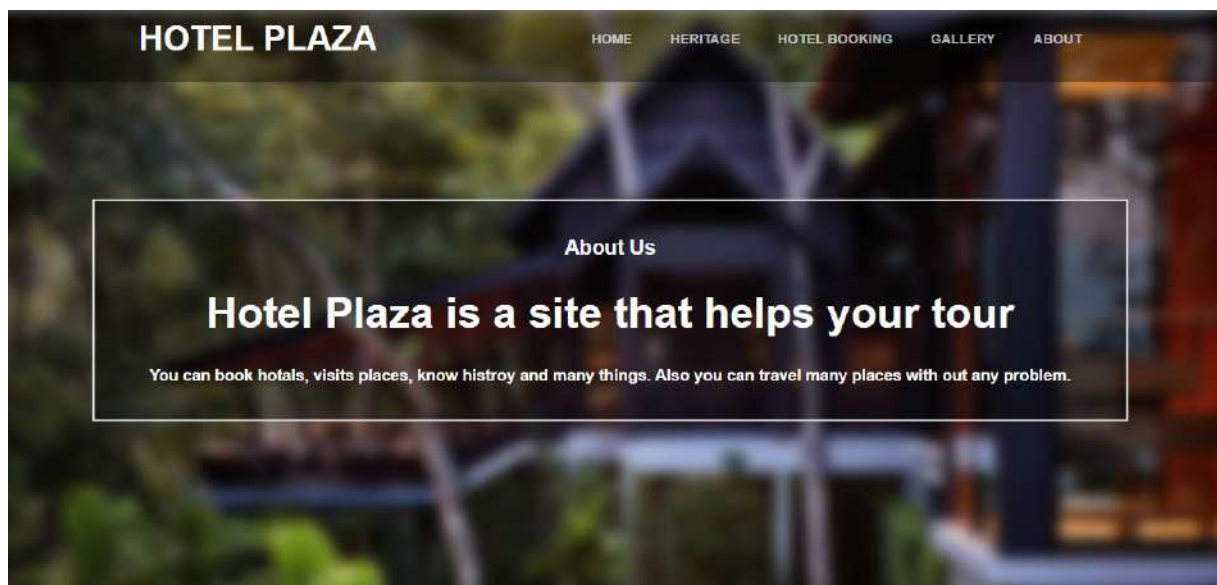 HOTEL PLAZA
HOME HERITAGE HOTEL BOOKING GALLERY ABOUT
About Us
Hotel Plaza is a site that helps your tour
You can book hotals, visits places, know histroy and many things. Also you can travel many places with out any problem.